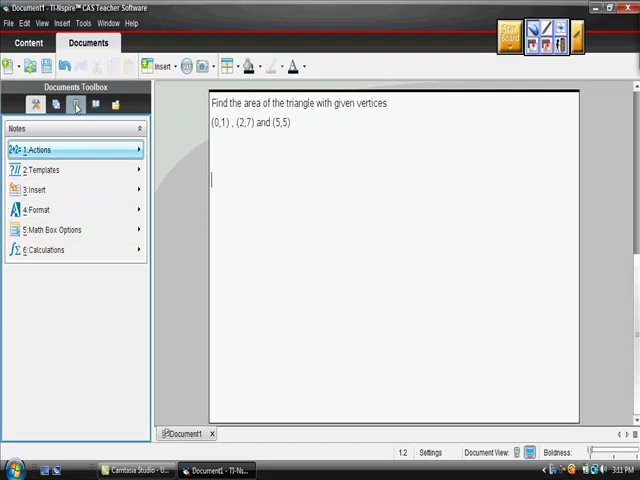 Document1 - TI-Nspire™ CAS Teacher Software
File Edit View Insert Tools Window Help
Star Board
Content Documents
Insert
Documents Toolbox
Notes
1:Actions
2:Templates
3:Insert
4:Format
5:Math Box Options
6:Calculations
Find the area of the triangle with given vertices
(0,1) , (2,7) and (5,5)
Document1
1.2 Settings Document View: Boldness:
Camtasia Studio - U... Document1 - TI-Ns... 3:11 PM